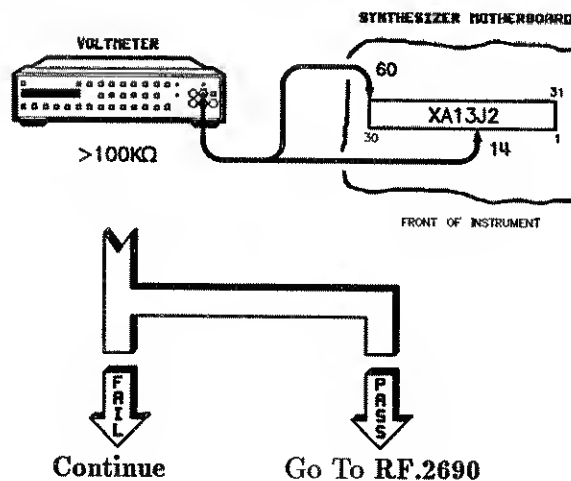 SYNTHESIZER MOTHERBOARD
VOLTMETER
60
31
XA13J2
30
14
1
>100KΩ
FRONT OF INSTRUMENT
FAIL
PASS
Continue
Go To RF.2690